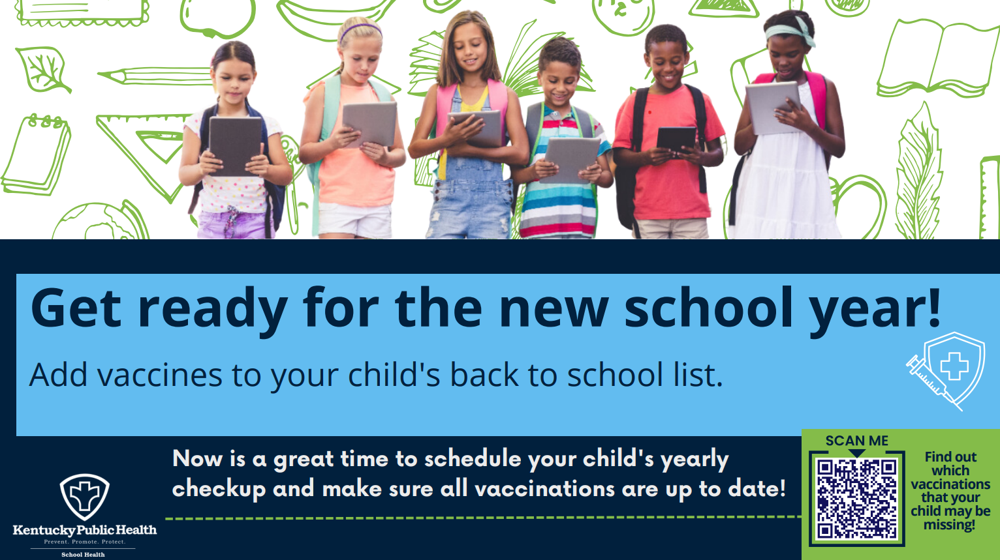 Get ready for the new school year!
Add vaccines to your child's back to school list.
Now is a great time to schedule your child's yearly
checkup and make sure all vaccinations are up to date!
Kentucky Public Health
Prevent. Promote. Protect.
School Health
SCAN ME
Find out
which
vaccinations
that your
child may be
missing!